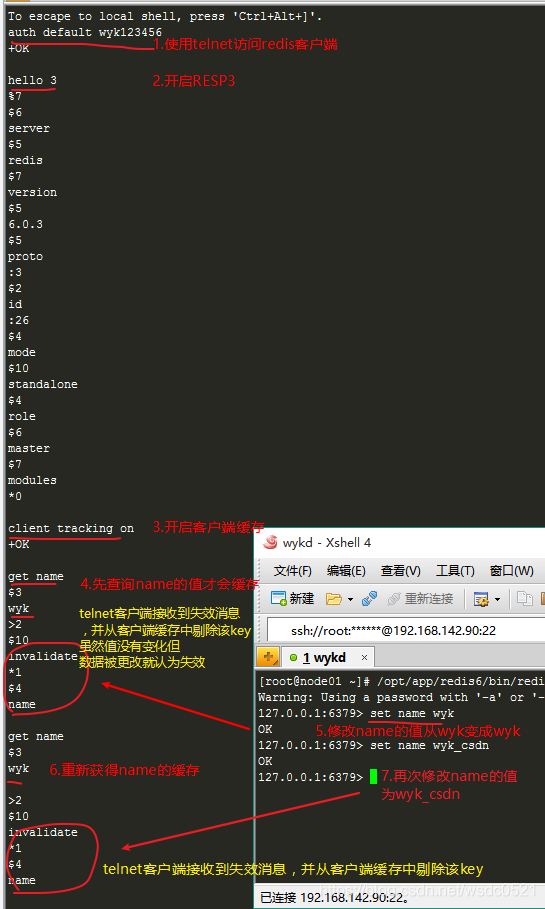 To escape to local shell, press 'Ctrl+Alt+]'.
auth default wyk123456
+OK
1.使用telnet访问redis客户端
hello 3
2.开启RESP3
%7
$6
server
$5
redis
$7
version
$5
6.0.3
$5
proto
:3
$2
id
:26
$4
mode
$10
standalone
$4
role
$6
master
$7
modules
*0
client tracking on
3.开启客户端缓存
+OK
get name
4.先查询name的值才会缓存
$3
wyk
>2
$10
invalidate
*1
$4
name
telnet客户端接收到失效消息
，并从客户端缓存中剔除该key
虽然值没有变化但
数据被更改就认为失效
get name
$3
wyk
6.重新获得name的缓存
>2
$10
invalidate
*1
$4
name
telnet客户端接收到失效消息，并从客户端缓存中剔除该key
wykd - Xshell 4
文件(F) 编辑(E) 查看(V) 工具(T) 窗口(W)
新建 重新连接
ssh://root:******@192.168.142.90:22
1 wykd ×
[root@node01 ~]# /opt/app/redis6/bin/redi
Warning: Using a password with '-a' or '-
127.0.0.1:6379> set name wyk
OK
5.修改name的值从wyk变成wyk
127.0.0.1:6379> set name wyk_csdn
OK
127.0.0.1:6379>
7.再次修改name的值
为wyk_csdn
已连接 192.168.142.90:22。
https://blog.csdn.net/wsdc0521